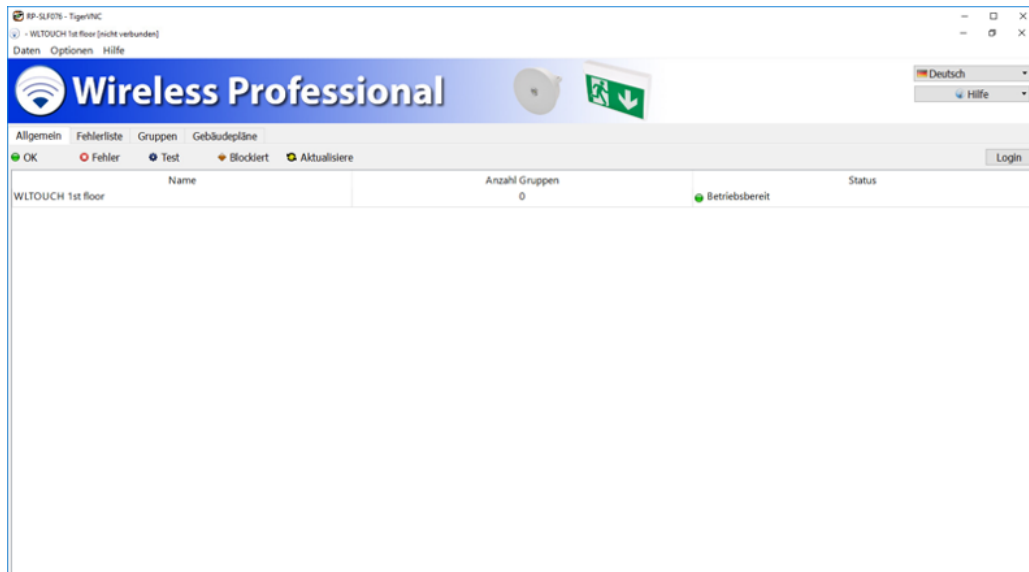 RP-SLF076 - TigerVNC
- WLTOUCH 1st floor [nicht verbunden]
Daten Optionen Hilfe
Wireless Professional
Deutsch
Hilfe
Allgemein Fehlerliste Gruppen Gebäudepläne
OK Fehler Test Blockiert Aktualisiere Login
Name Anzahl Gruppen Status
WLTOUCH 1st floor 0 Betriebsbereit